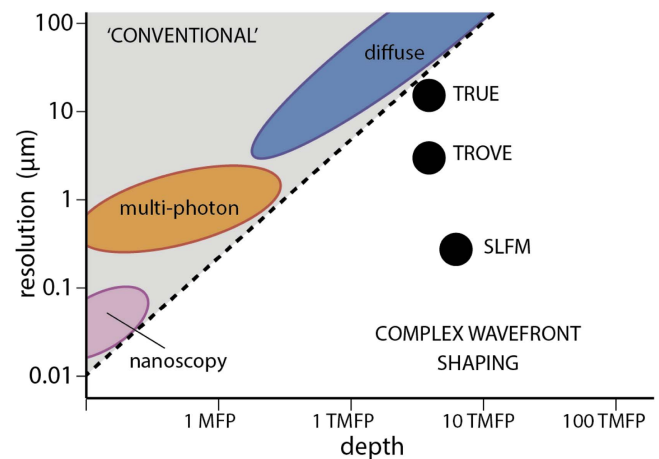 100
‘CONVENTIONAL’
diffuse
10
TRUE
TROVE
1
multi-photon
SLFM
0.1
resolution (µm)
COMPLEX WAVEFRONT
SHAPING
nanoscopy
0.01
1 MFP
1 TMFP
10 TMFP
100 TMFP
depth